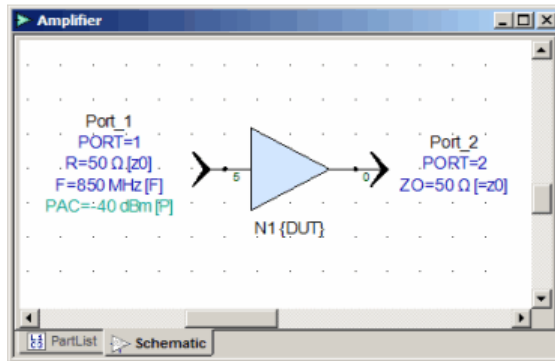 Amplifier
Port_1
PORT=1
R=50 Ω [z0]
F=850 MHz [F]
PAC=-40 dBm [P]
5
N1 {DUT}
0
Port_2
PORT=2
ZO=50 Ω [=z0]
PartList
Schematic